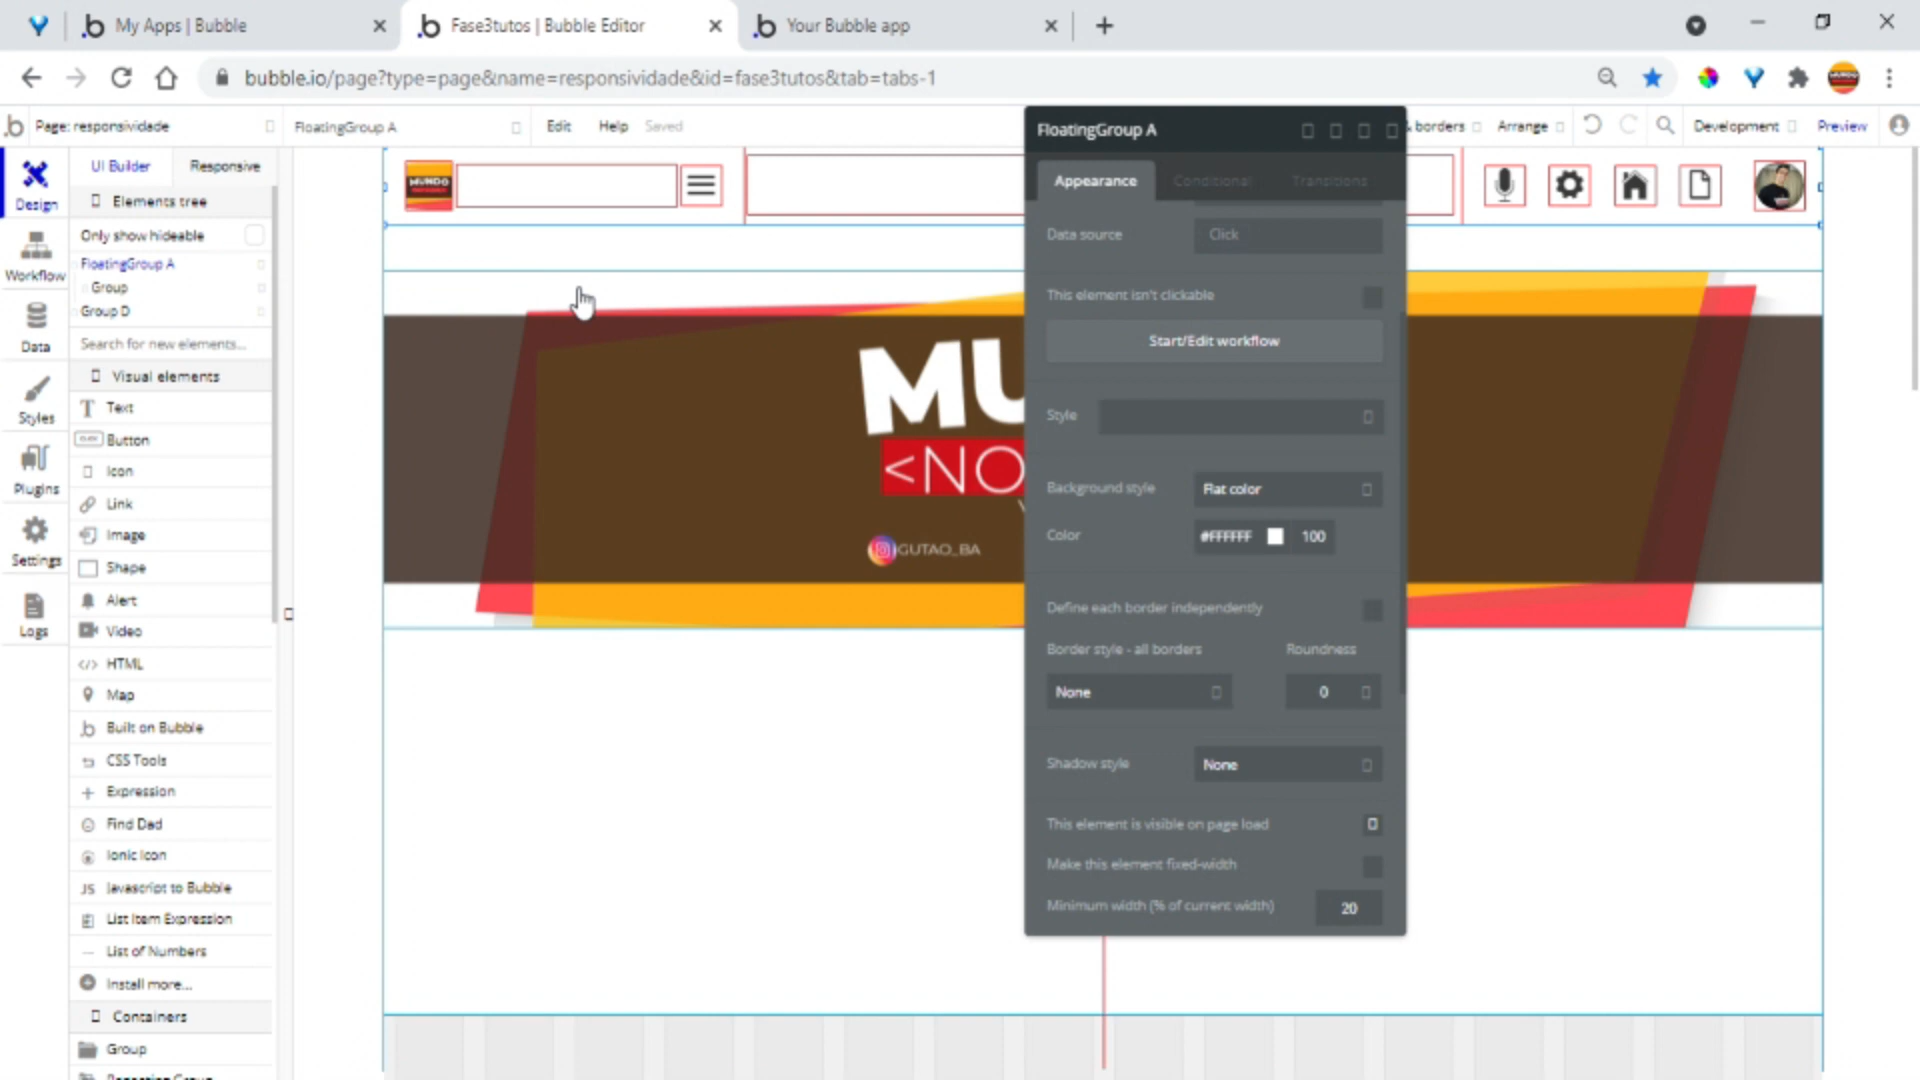 My Apps | Bubble
Fase3tutos | Bubble Editor
Your Bubble app
bubble.io/page?type=page&name=responsividade&id=fase3tutos&tab=tabs-1
Page: responsividade
FloatingGroup A
Edit
Help
Saved
& borders
Arrange
Development
Preview
Design
Workflow
Data
Styles
Plugins
Settings
Logs
UI Builder
Responsive
Elements tree
Only show hideable
FloatingGroup A
Group
Group D
Search for new elements...
Visual elements
Text
CLICK
Button
Icon
Link
Image
Shape
Alert
Video
</> HTML
Map
Built on Bubble
CSS Tools
Expression
Find Dad
Ionic Icon
JS Javascript to Bubble
List Item Expression
List of Numbers
Install more...
Containers
Group
Repeating Group
MUNDO
MU
<NO
GUTAO_BA
FloatingGroup A
Appearance
Conditional
Transitions
Data source
Click
This element isn't clickable
Start/Edit workflow
Style
Background style
Flat color
Color
#FFFFFF
100
Define each border independently
Border style - all borders
Roundness
None
0
Shadow style
None
This element is visible on page load
Make this element fixed-width
Minimum width (% of current width)
20